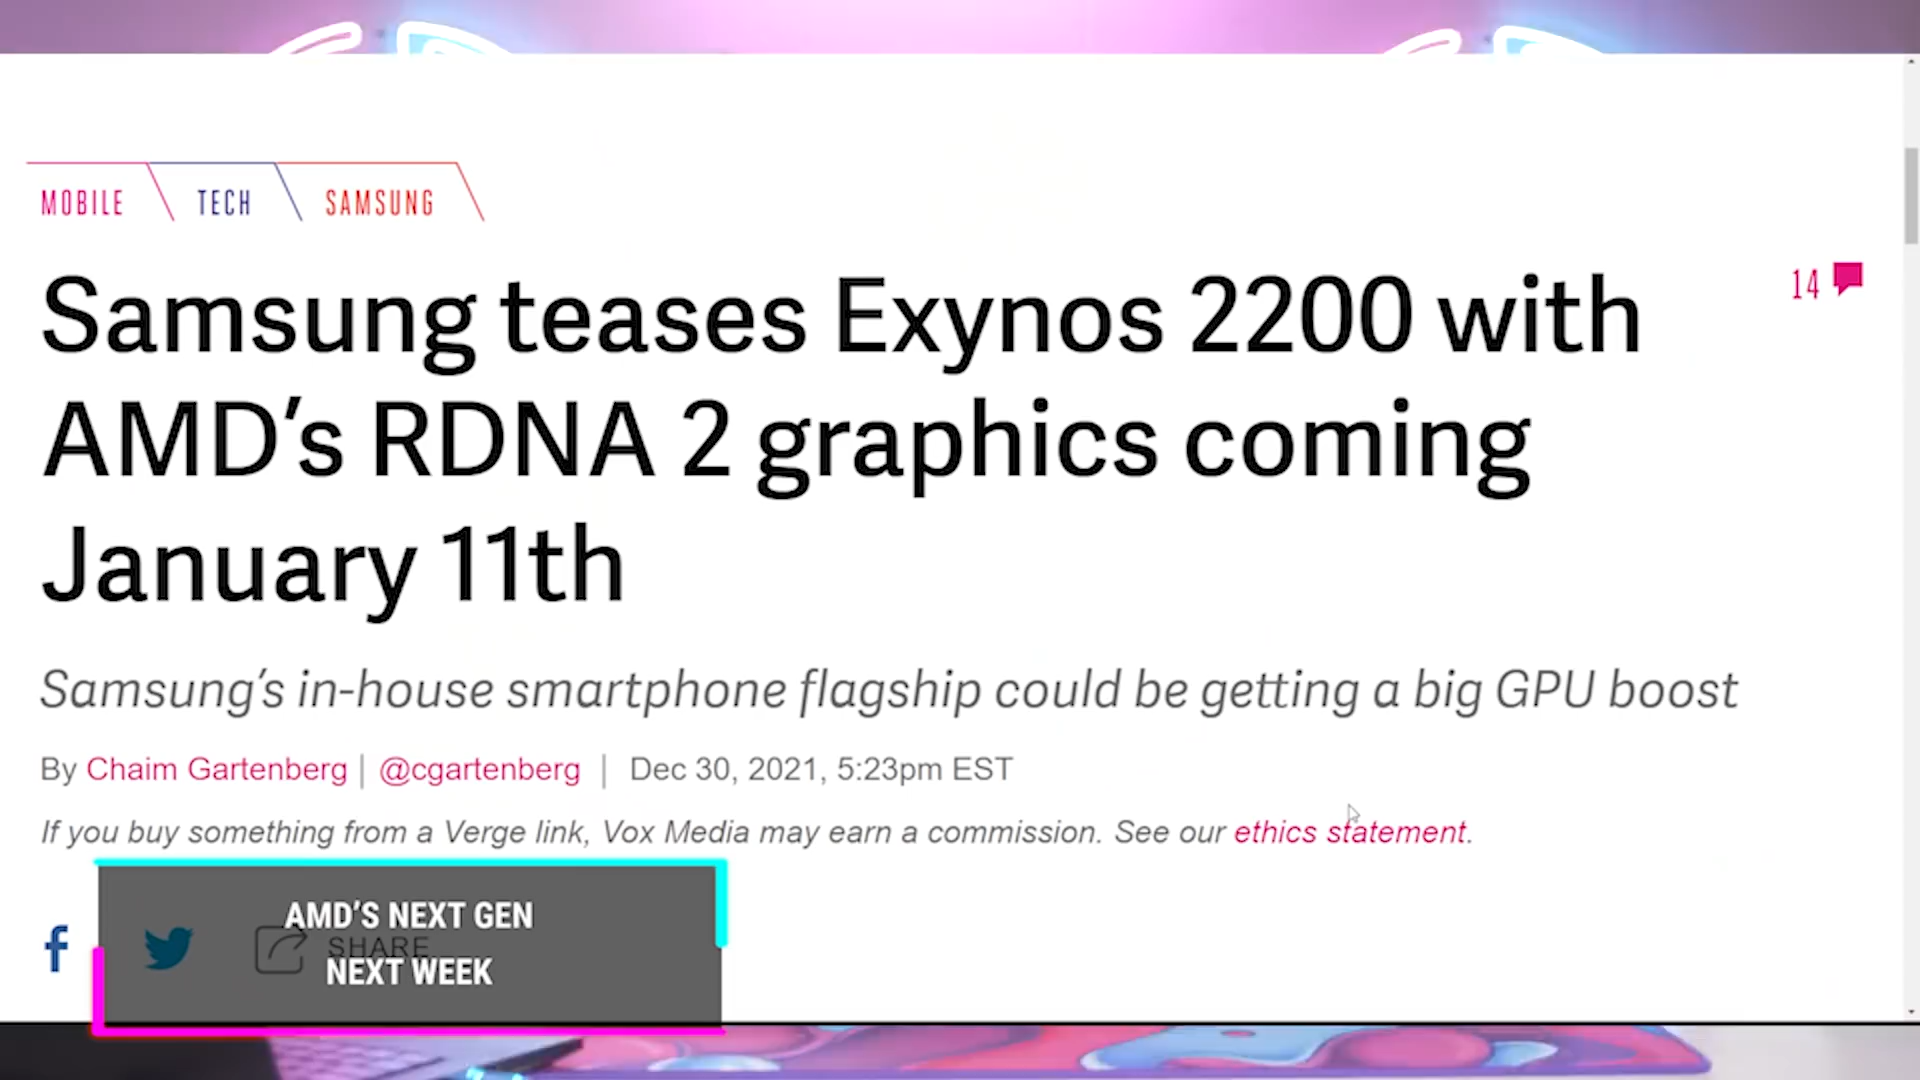 MOBILE TECH SAMSUNG
Samsung teases Exynos 2200 with
14
AMD's RDNA 2 graphics coming
January 11th
Samsung's in-house smartphone flagship could be getting a big GPU boost
By Chaim Gartenberg | @cgartenberg | Dec 30, 2021, 5:23pm EST
If you buy something from a Verge link, Vox Media may earn a commission. See our ethics statement.
AMD'S NEXT GEN
SHARE
NEXT WEEK